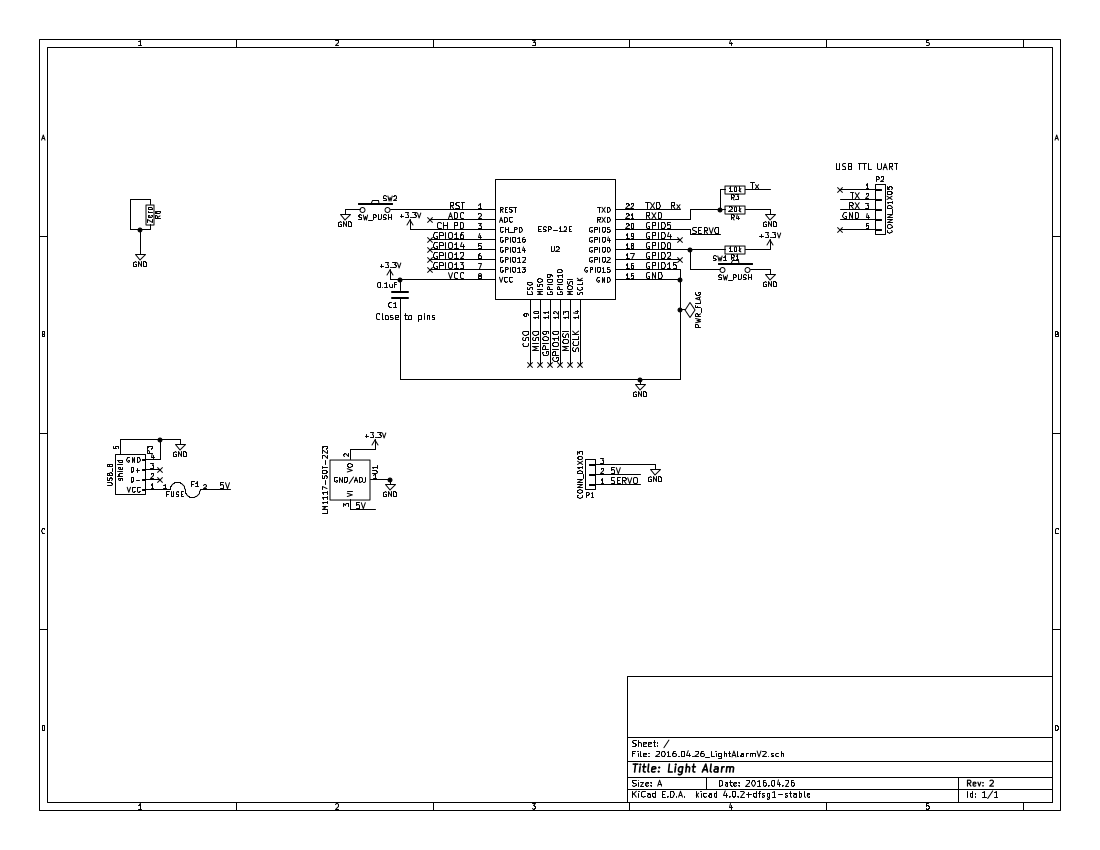 1 2 3 4 5
A A
USB TTL UART
P2
CONN_01X05
1
TX 2
RX 3
GND 4
5
R3
10k
Tx
20k
R4
GND
SW2
SW_PUSH
GND
+3.3V
RST 1 REST
ADC 2 ADC
CH_PD 3 CH_PD
GPIO16 4 GPIO16
GPIO14 5 GPIO14
GPIO12 6 GPIO12
GPIO13 7 GPIO13
VCC 8 VCC
ESP-12E
U2
TXD 22 TXD Rx
RXD 21 RXD
GPIO5 20 GPIO5 SERVO
GPIO4 19 GPIO4
GPIO0 18 GPIO0
GPIO2 17 GPIO2
GPIO15 16 GPIO15
GND 15 GND
+3.3V
10k
SW1 R1
SW_PUSH
GND
GND
+3.3V
0.1uF
C1
Close to pins
CSO MISO GPIO9 GPIO10 MOSI SCLK
9 10 11 12 13 14
CSO MISO GPIO9 GPIO10 MOSI SCLK
PWR_FLAG
GND
B B
USB_B
P3
shield
5
GND 4
D+ 3
D- 2
VCC 1
GND
1 FUSE F1 2 5V
LM1117-SOT-223
U1
+3.3V
2
VO
GND/ADJ 1
VI
3 5V
GND
CONN_01X03
3
2 5V
1 SERVO
P1
GND
C C
D
Sheet: /
File: 2016.04.26_LightAlarmV2.sch
Title: Light Alarm
Size: A Date: 2016.04.26 Rev: 2
KiCad E.D.A. kicad 4.0.2+dfsg1-stable Id: 1/1
1 2 3 4 5